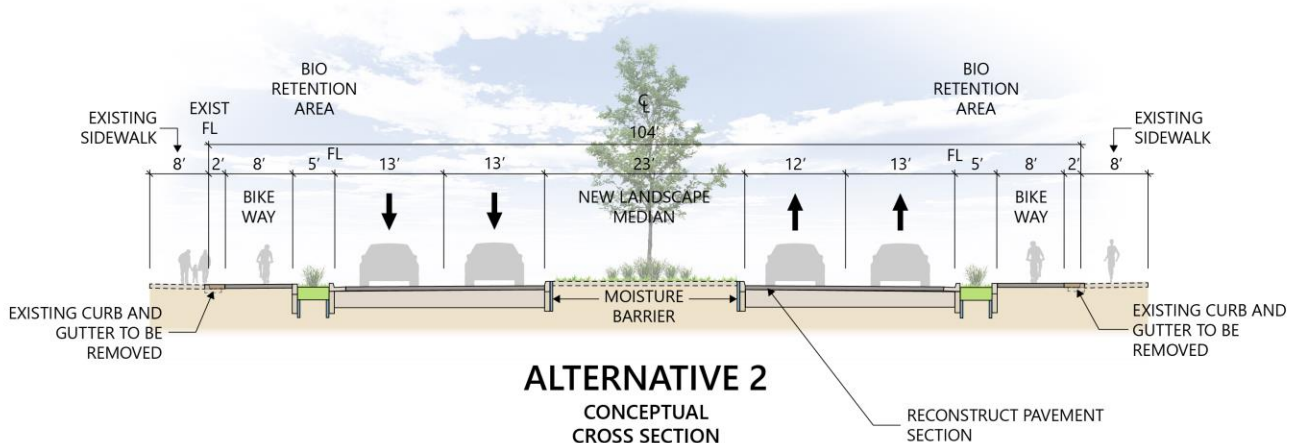 BIO
RETENTION
AREA
BIO
RETENTION
AREA
EXISTING
SIDEWALK
EXIST
FL
℄
104'
EXISTING
SIDEWALK
8' 2' 8' 5' FL 13' 13' 23' 12' 13' FL 5' 8' 2' 8'
BIKE
WAY
NEW LANDSCAPE
MEDIAN
BIKE
WAY
EXISTING CURB AND
GUTTER TO BE
REMOVED
MOISTURE
BARRIER
EXISTING CURB AND
GUTTER TO BE
REMOVED
ALTERNATIVE 2
CONCEPTUAL
CROSS SECTION
RECONSTRUCT PAVEMENT
SECTION